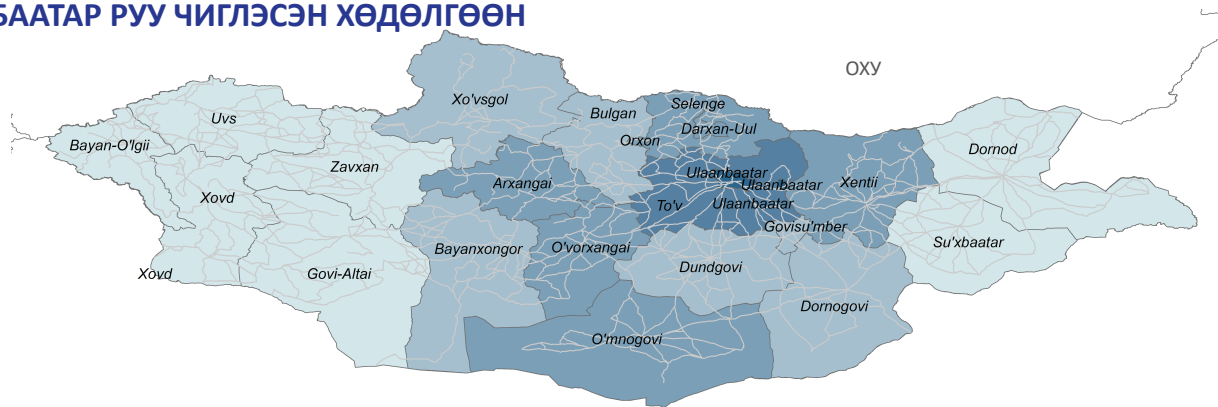 БААТАР РУУ ЧИГЛЭСЭН ХӨДӨЛГӨӨН
ОХУ
Xo'vsgol
Bulgan
Selenge
Uvs
Darxan-Uul
Orxon
Bayan-O'lgii
Dornod
Zavxan
Ulaanbaatar
Arxangai
Ulaanbaatar
Xentii
Xovd
To'v
Ulaanbaatar
Govisu'mber
Su'xbaatar
Bayanxongor
O'vorxangai
Dundgovi
Xovd
Govi-Altai
Dornogovi
O'mnogovi